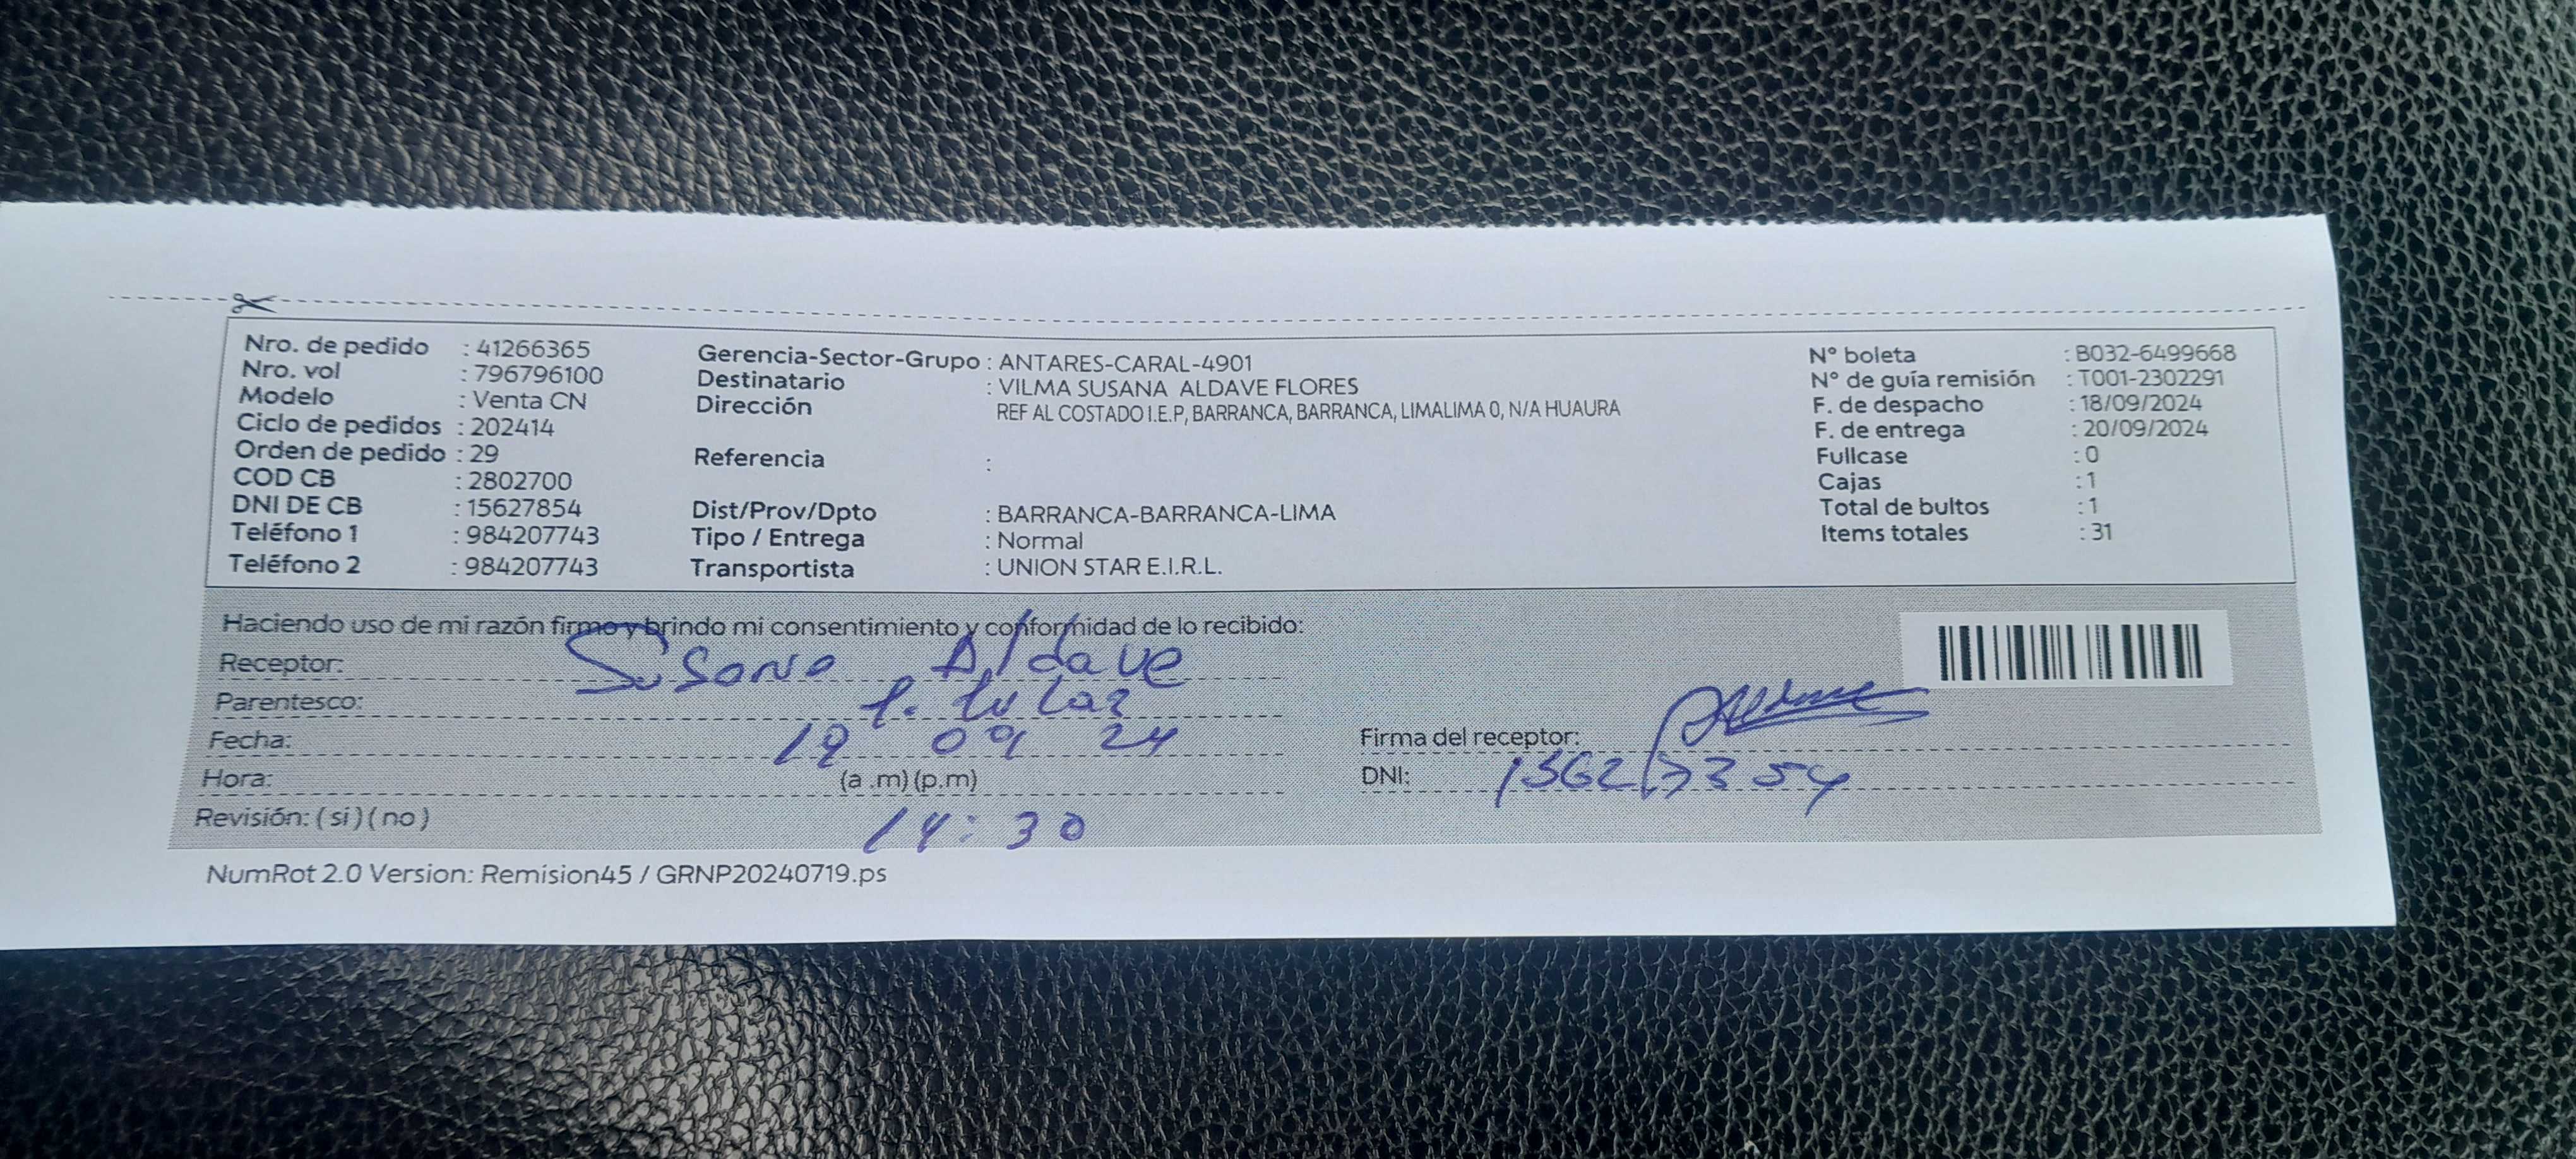 Nro. de pedido : 41266365
Nro. vol : 796796100
Modelo : Venta CN
Ciclo de pedidos : 202414
Orden de pedido : 29
COD CB : 2802700
DNI DE CB : 15627854
Teléfono 1 : 984207743
Teléfono 2 : 984207743
Gerencia-Sector-Grupo : ANTARES-CARAL-4901
Destinatario : VILMA SUSANA ALDAVE FLORES
Dirección REF AL COSTADO I.E.P, BARRANCA, BARRANCA, LIMALIMA 0, N/A HUAURA
Referencia :
Dist/Prov/Dpto : BARRANCA-BARRANCA-LIMA
Tipo / Entrega : Normal
Transportista : UNION STAR E.I.R.L.
N° boleta : B032-6499668
N° de guía remisión : T001-2302291
F. de despacho : 18/09/2024
F. de entrega : 20/09/2024
Fullcase : 0
Cajas : 1
Total de bultos : 1
Items totales : 31
Haciendo uso de mi razón firmo y brindo mi consentimiento y conformidad de lo recibido:
Receptor: Susana Aldave
Parentesco:
Fecha: 19 09 24
Hora: (a .m) (p.m)
Revisión: ( si ) ( no ) 14:30
Firma del receptor:
DNI:
NumRot 2.0 Version: Remision45 / GRNP20240719.ps